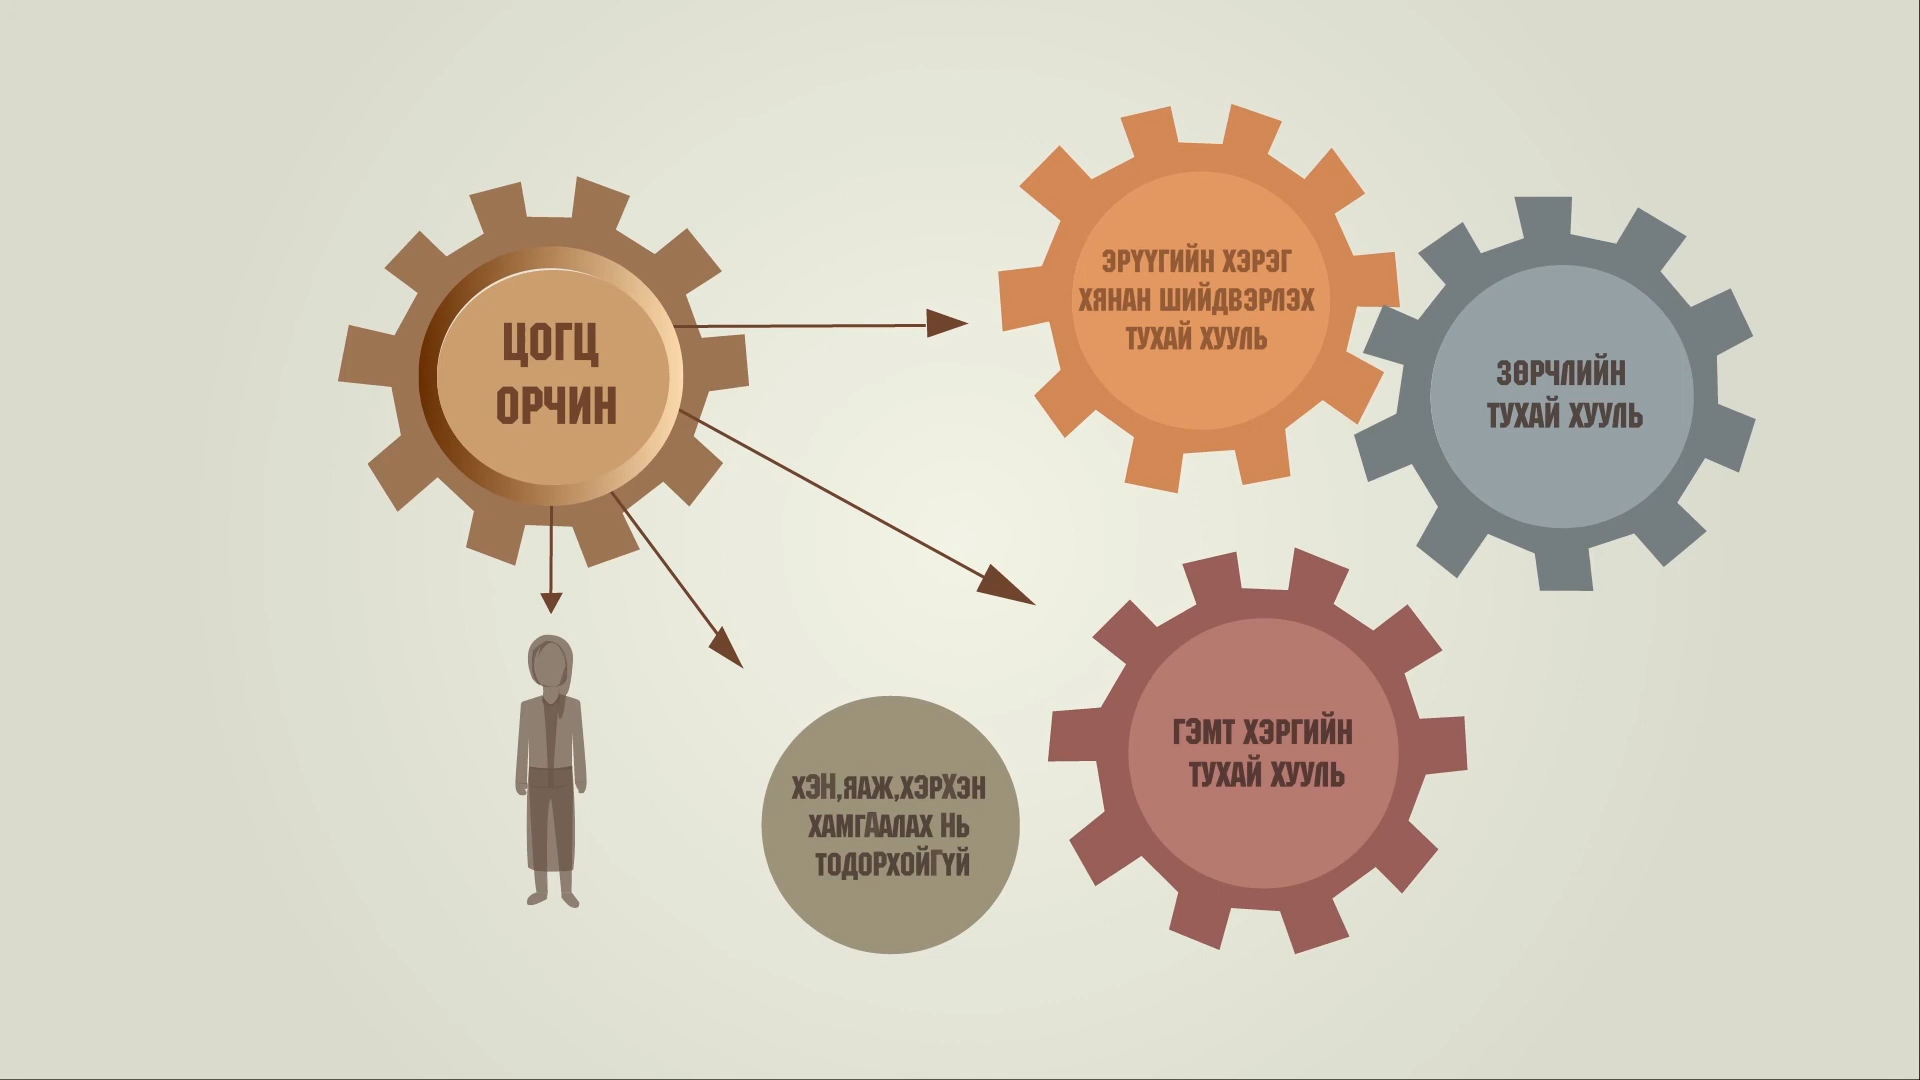 ЦОГЦ
ОРЧИН
ЭРҮҮГИЙН ХЭРЭГ
ХЯНАН ШИЙДВЭРЛЭХ
ТУХАЙ ХУУЛЬ
ЗӨРЧЛИЙН
ТУХАЙ ХУУЛЬ
ГЭМТ ХЭРГИЙН
ТУХАЙ ХУУЛЬ
ХЭН,ЯАЖ,ХЭРХЭН
ХАМГААЛАХ НЬ
ТОДОРХОЙГҮЙ